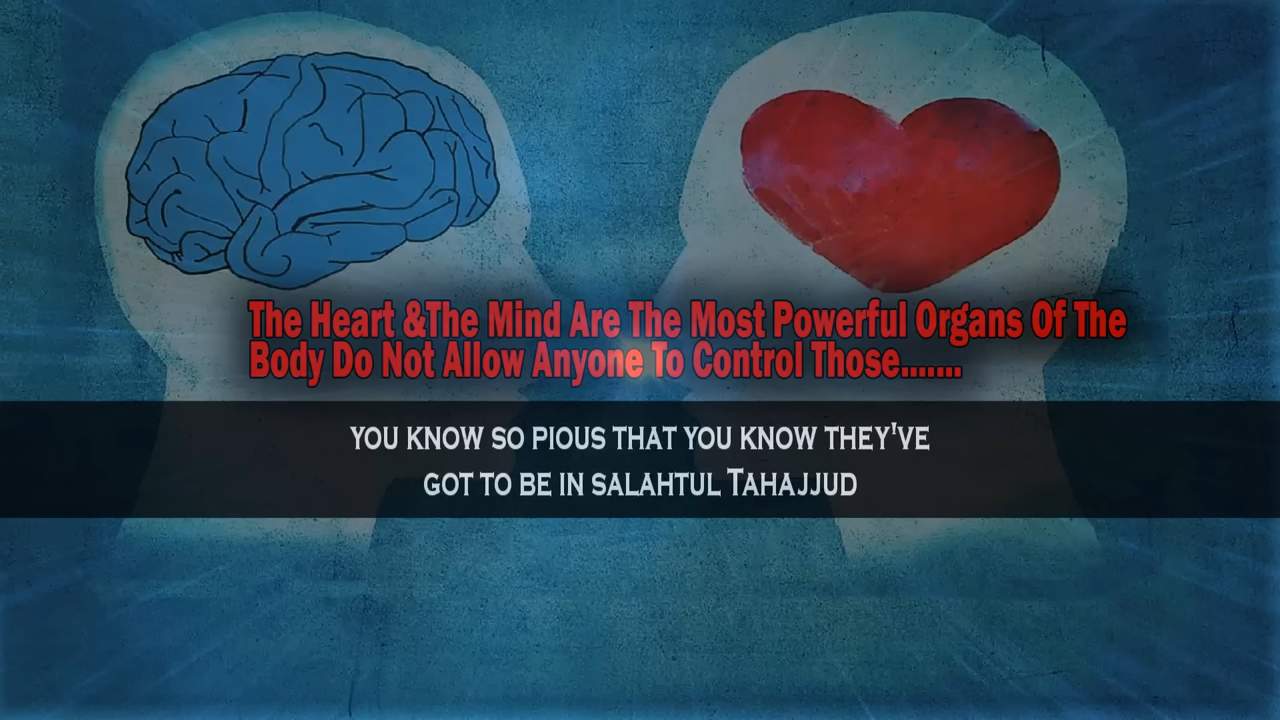 The Heart &The Mind Are The Most Powerful Organs Of The
Body Do Not Allow Anyone To Control Those.......
YOU KNOW SO PIOUS THAT YOU KNOW THEY'VE
GOT TO BE IN SALAHTUL TAHAJJUD